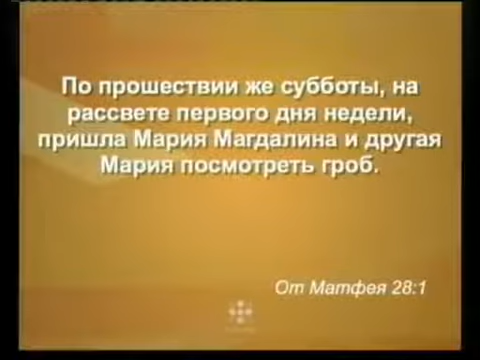 По прошествии же субботы, на
рассвете первого дня недели,
пришла Мария Магдалина и другая
Мария посмотреть гроб.
От Матфея 28:1